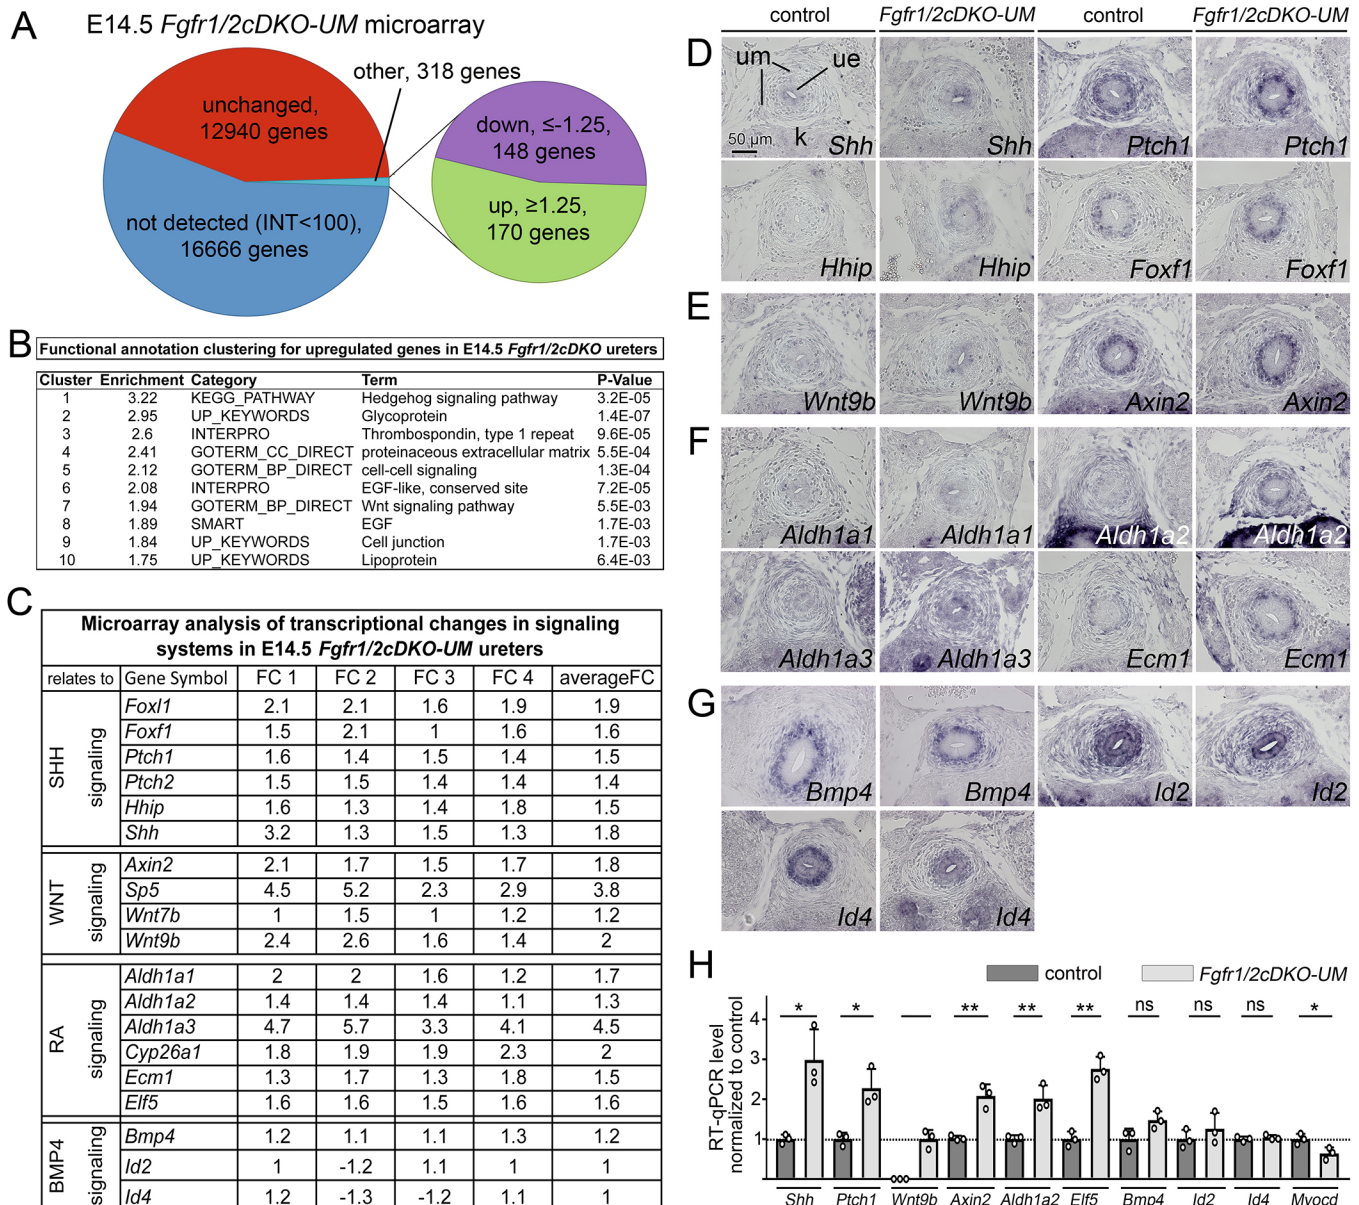 A
E14.5 Fgfr1/2cDKO-UM microarray
other, 318 genes
unchanged,
12940 genes
not detected (INT<100),
16666 genes
down, ≤-1.25,
148 genes
up, ≥1.25,
170 genes
B
Functional annotation clustering for upregulated genes in E14.5 Fgfr1/2cDKO ureters
Cluster Enrichment Category Term P-Value
1 3.22 KEGG_PATHWAY Hedgehog signaling pathway 3.2E-05
2 2.95 UP_KEYWORDS Glycoprotein 1.4E-07
3 2.6 INTERPRO Thrombospondin, type 1 repeat 9.6E-05
4 2.41 GOTERM_CC_DIRECT proteinaceous extracellular matrix 5.5E-04
5 2.12 GOTERM_BP_DIRECT cell-cell signaling 1.3E-04
6 2.08 INTERPRO EGF-like, conserved site 7.2E-05
7 1.94 GOTERM_BP_DIRECT Wnt signaling pathway 5.5E-03
8 1.89 SMART EGF 1.7E-03
9 1.84 UP_KEYWORDS Cell junction 1.7E-03
10 1.75 UP_KEYWORDS Lipoprotein 6.4E-03
C
Microarray analysis of transcriptional changes in signaling
systems in E14.5 Fgfr1/2cDKO-UM ureters
relates to Gene Symbol FC 1 FC 2 FC 3 FC 4 averageFC
SHH signaling
Foxl1 2.1 2.1 1.6 1.9 1.9
Foxf1 1.5 2.1 1 1.6 1.6
Ptch1 1.6 1.4 1.5 1.4 1.5
Ptch2 1.5 1.5 1.4 1.4 1.4
Hhip 1.6 1.3 1.4 1.8 1.5
Shh 3.2 1.3 1.5 1.3 1.8
WNT signaling
Axin2 2.1 1.7 1.5 1.7 1.8
Sp5 4.5 5.2 2.3 2.9 3.8
Wnt7b 1 1.5 1 1.2 1.2
Wnt9b 2.4 2.6 1.6 1.4 2
RA signaling
Aldh1a1 2 2 1.6 1.2 1.7
Aldh1a2 1.4 1.4 1.4 1.1 1.3
Aldh1a3 4.7 5.7 3.3 4.1 4.5
Cyp26a1 1.8 1.9 1.9 2.3 2
Ecm1 1.3 1.7 1.3 1.8 1.5
Elf5 1.6 1.6 1.5 1.6 1.6
BMP4 signaling
Bmp4 1.2 1.1 1.1 1.3 1.2
Id2 1 -1.2 1.1 1 1
Id4 1.2 -1.3 -1.2 1.1 1
control Fgfr1/2cDKO-UM control Fgfr1/2cDKO-UM
D
um ue
50 µm k
Shh Shh Ptch1 Ptch1
Hhip Hhip Foxf1 Foxf1
E
Wnt9b Wnt9b Axin2 Axin2
F
Aldh1a1 Aldh1a1 Aldh1a2 Aldh1a2
Aldh1a3 Aldh1a3 Ecm1 Ecm1
G
Bmp4 Bmp4 Id2 Id2
Id4 Id4
H
control Fgfr1/2cDKO-UM
RT-qPCR level
normalized to control
4
3
2
1
* * ** ** ** ns ns ns *
Shh Ptch1 Wnt9b Axin2 Aldh1a2 Elf5 Bmp4 Id2 Id4 Myocd